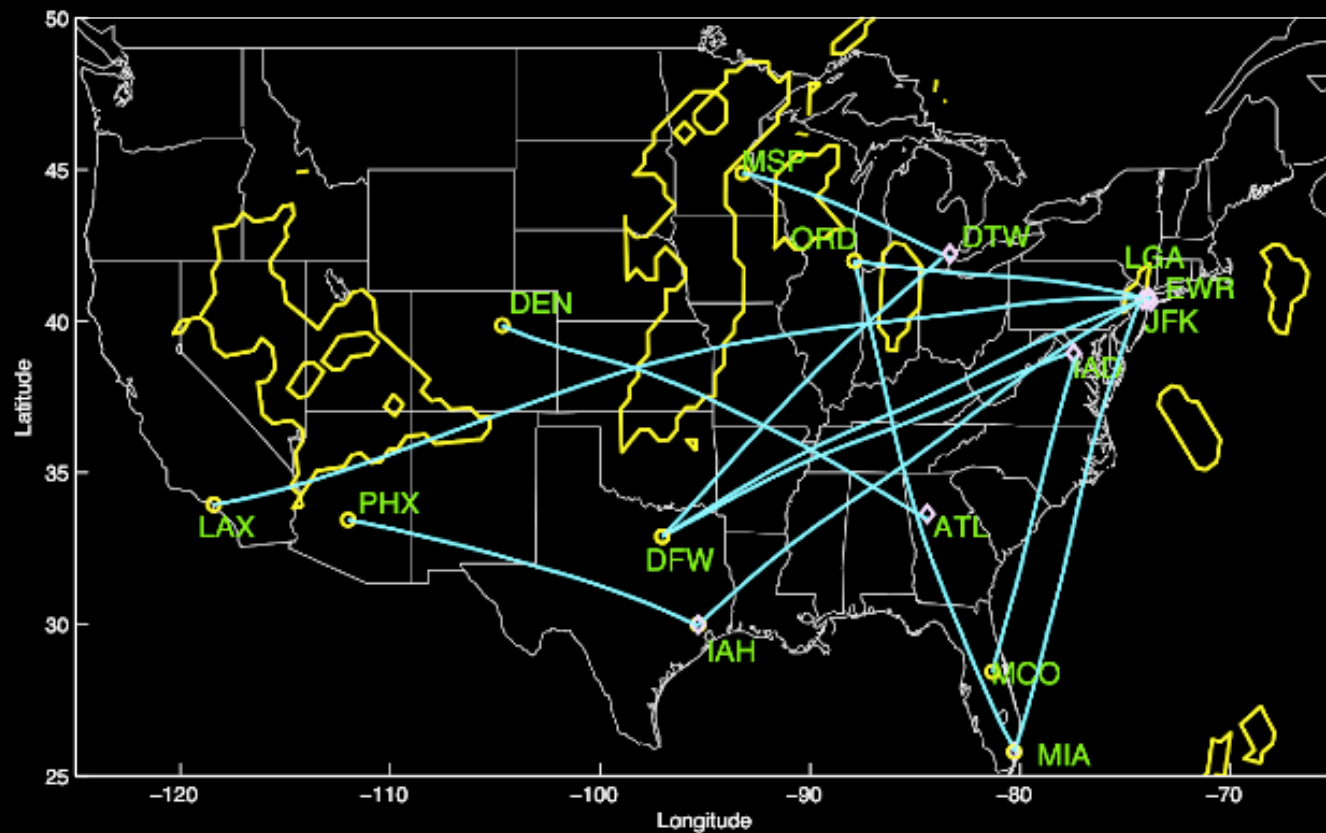 50
45
40
35
30
25
Latitude
MSP
ORD
DTW
LGA
EWR
JFK
DEN
IAD
PHX
LAX
DFW
ATL
IAH
MCO
MIA
−120
−110
−100
−90
−80
−70
Longitude